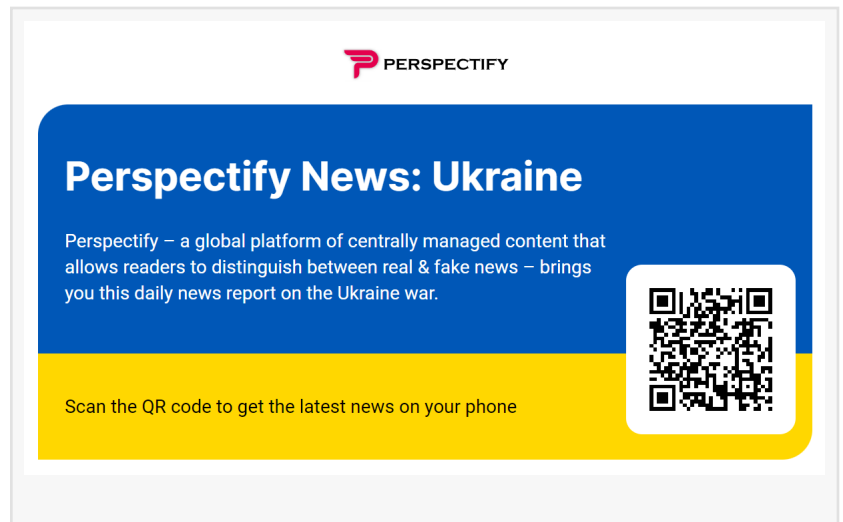 PERSPECTIFY
Perspectify News: Ukraine
Perspectify – a global platform of centrally managed content that
allows readers to distinguish between real & fake news – brings
you this daily news report on the Ukraine war.
Scan the QR code to get the latest news on your phone